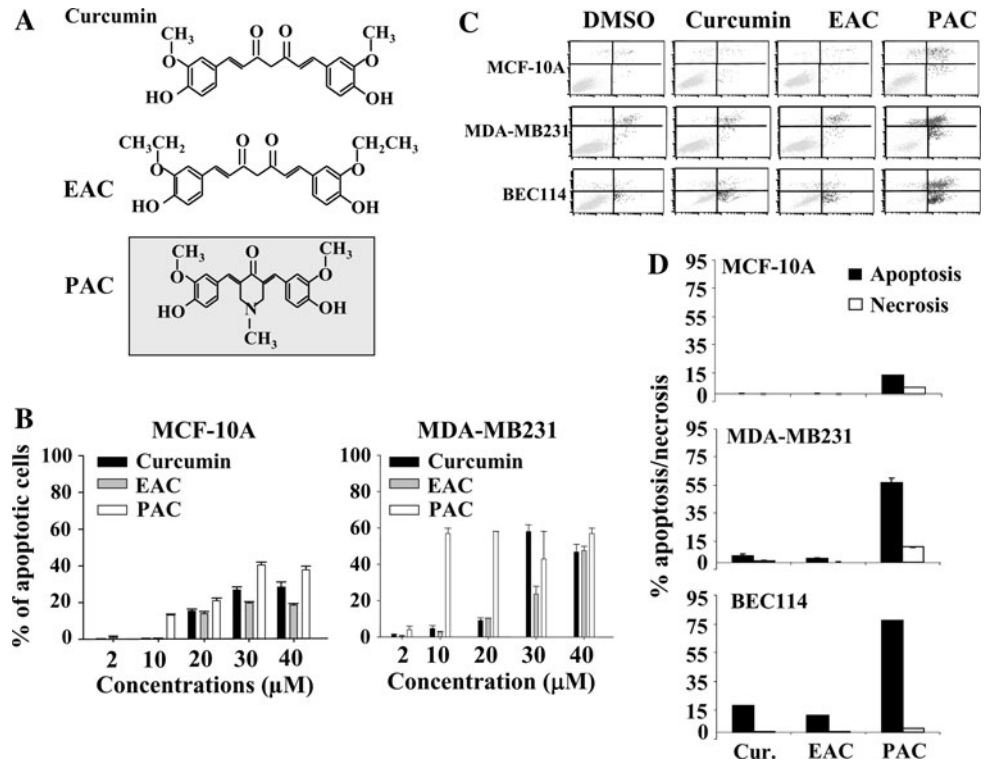 A
Curcumin
CH₃ O O CH₃
O O
HO OH
EAC
CH₃CH₂ O O CH₂CH₃
O O
HO OH
PAC
CH₃ O CH₃
O O
HO N OH
CH₃
B
MCF-10A
% of apoptotic cells
100
80
60
40
20
0
Curcumin
EAC
PAC
2 10 20 30 40
Concentrations (µM)
MDA-MB231
100
80
60
40
20
0
Curcumin
EAC
PAC
2 10 20 30 40
Concentration (µM)
C
DMSO Curcumin EAC PAC
MCF-10A
MDA-MB231
BEC114
D
% apoptosis/necrosis
MCF-10A
Apoptosis
Necrosis
95
75
55
35
15
0
MDA-MB231
95
75
55
35
15
0
BEC114
95
75
55
35
15
0
Cur. EAC PAC